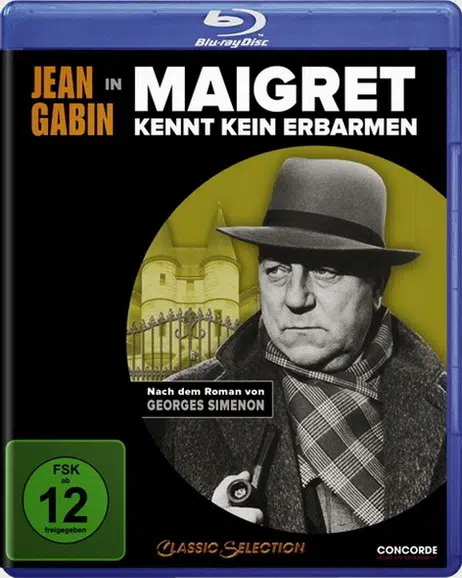 Blu-ray Disc
JEAN IN MAIGRET
GABIN KENNT KEIN ERBARMEN
Nach dem Roman von
GEORGES SIMENON
FSK
ab
12
freigegeben
CLASSIC SELECTION
CONCORDE